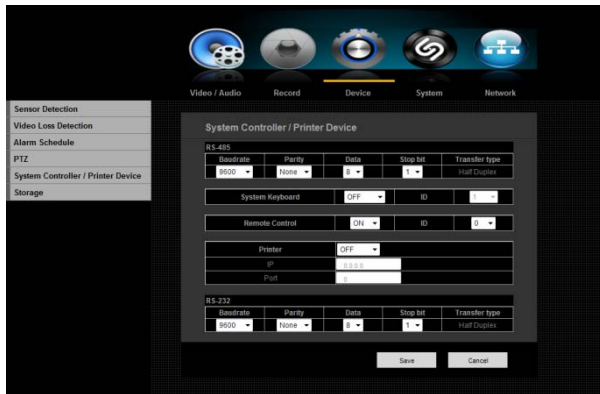 Video / Audio Record Device System Network
Sensor Detection
Video Loss Detection
Alarm Schedule
PTZ
System Controller / Printer Device
Storage
System Controller / Printer Device
RS-485
Baudrate Parity Data Stop bit Transfer type
9600 None 8 1 Half Duplex
System Keyboard OFF ID 1
Remote Control ON ID 0
Printer OFF
IP 0.0.0.0
Port 0
RS-232
Baudrate Parity Data Stop bit Transfer type
9600 None 8 1 Half Duplex
Save Cancel